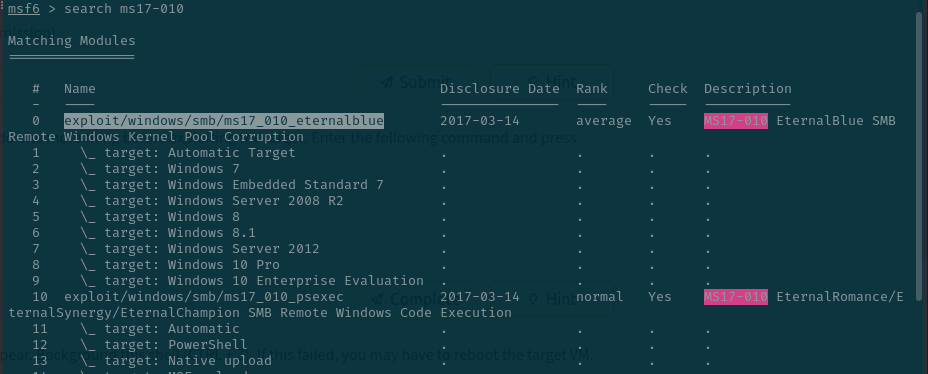 msf6 > search ms17-010
Matching Modules
Submit
Hint
#   Name   Disclosure Date   Rank   Check   Description
-   ----   ---------------   ----   -----   -----------
0   exploit/windows/smb/ms17_010_eternalblue   2017-03-14   average   Yes   MS17-010 EternalBlue SMB
Remote Windows Kernel Pool Corruption
. Enter the following command and press
1   \_ target: Automatic Target   .   .   .   .
2   \_ target: Windows 7   .   .   .   .
3   \_ target: Windows Embedded Standard 7   .   .   .   .
4   \_ target: Windows Server 2008 R2   .   .   .   .
5   \_ target: Windows 8   .   .   .   .
6   \_ target: Windows 8.1   .   .   .   .
7   \_ target: Windows Server 2012   .   .   .   .
8   \_ target: Windows 10 Pro   .   .   .   .
9   \_ target: Windows 10 Enterprise Evaluation   .   .   .   .
10   exploit/windows/smb/ms17_010_psexec   2017-03-14   normal   Yes   MS17-010 EternalRomance/E
Hint
ternalSynergy/EternalChampion SMB Remote Windows Code Execution
11   \_ target: Automatic   .   .   .   .
12   \_ target: PowerShell   .   .   .   .
If this failed, you may have to reboot the target VM.
13   \_ target: Native upload   .   .   .   .